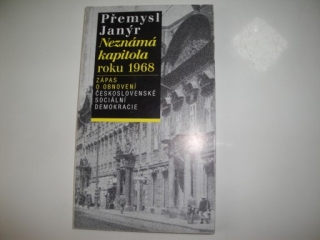 Přemysl
Janýr
Neznámá
kapitola
roku 1968
ZÁPAS
O OBNOVENÍ
ČESKOSLOVENSKÉ
SOCIÁLNÍ
DEMOKRACIE